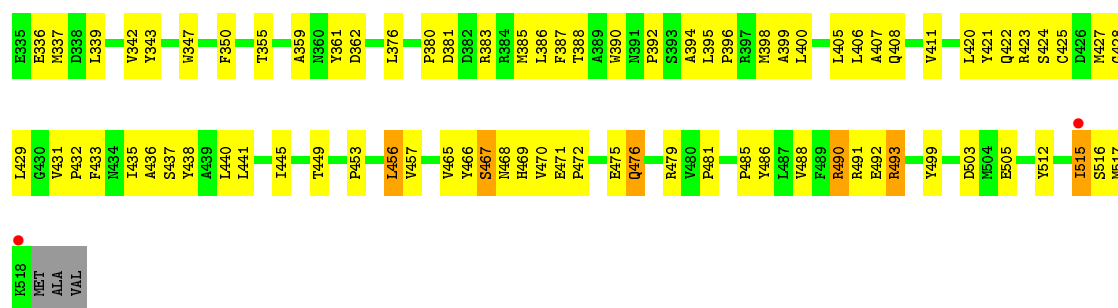 E335 E336 M337 D338 L339 V342 Y343 W347 F350 T355 A359 N360 Y361 D362 L376 P380 D381 D382 R383 R384 M385 L386 F387 T388 A389 W390 N391 P392 S393 A394 L395 P396 R397 M398 A399 L400 L405 L406 A407 Q408 V411 L420 Y421 Q422 R423 S424 C425 D426 M427 G428
L429 G430 V431 P432 F433 N434 I435 A436 S437 Y438 A439 L440 L441 I445 T449 P453 L456 V457 V465 Y466 S467 N468 H469 V470 E471 P472 E475 Q476 R479 V480 P481 P485 Y486 L487 V488 F489 R490 R491 E492 R493 Y499 D503 M504 E505 Y512 I515 S516 M517
K518 MET ALA VAL